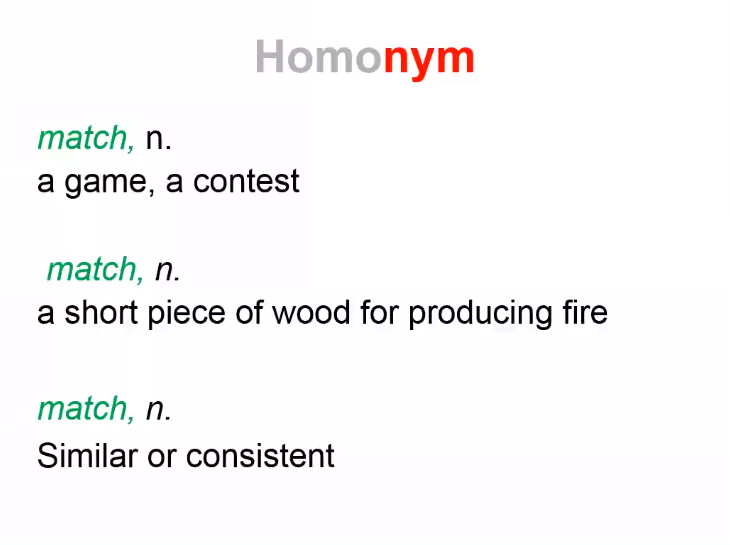 Homonym
match, n.
a game, a contest
match, n.
a short piece of wood for producing fire
match, n.
Similar or consistent